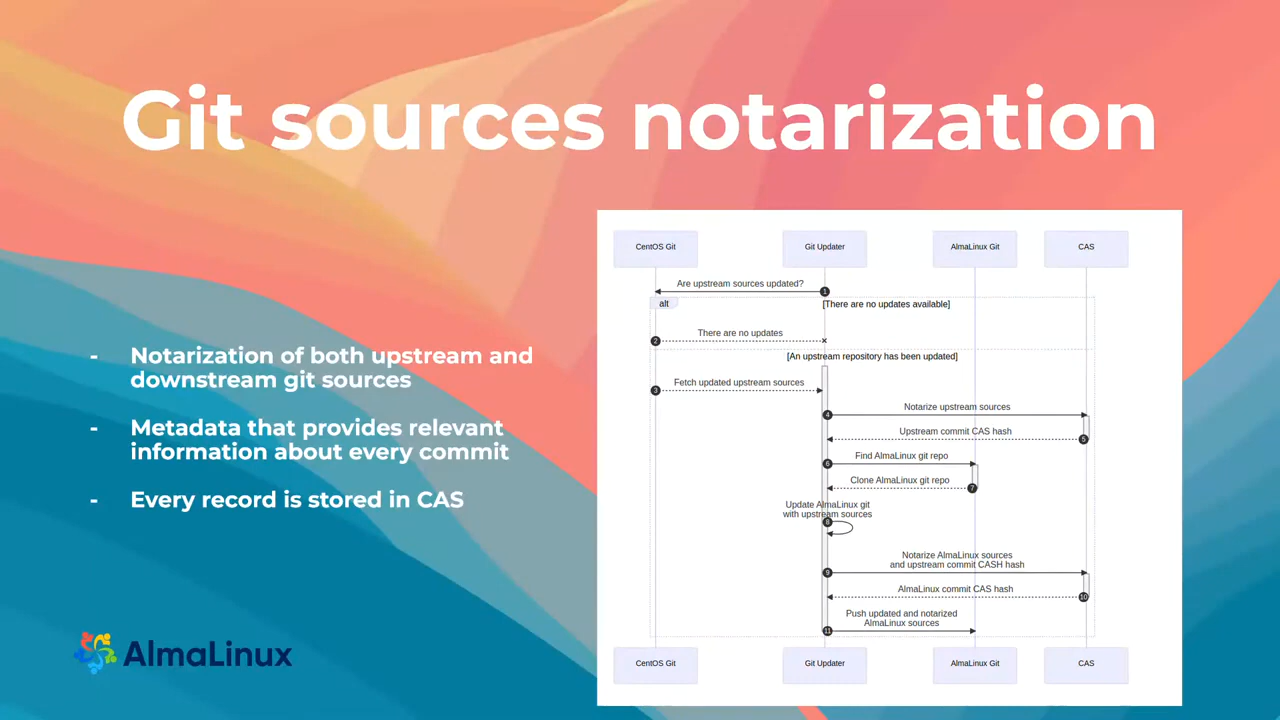 Git sources notarization
- Notarization of both upstream and
downstream git sources
- Metadata that provides relevant
information about every commit
- Every record is stored in CAS
AlmaLinux
CentOS Git
Git Updater
AlmaLinux Git
CAS
Are upstream sources updated?
1
alt
[There are no updates available]
There are no updates
2
[An upstream repository has been updated]
Fetch updated upstream sources
3
Notarize upstream sources
4
Upstream commit CAS hash
5
Find AlmaLinux git repo
6
Clone AlmaLinux git repo
7
Update AlmaLinux git
with upstream sources
8
Notarize AlmaLinux sources
and upstream commit CASH hash
9
AlmaLinux commit CAS hash
10
Push updated and notarized
AlmaLinux sources
11
CentOS Git
Git Updater
AlmaLinux Git
CAS